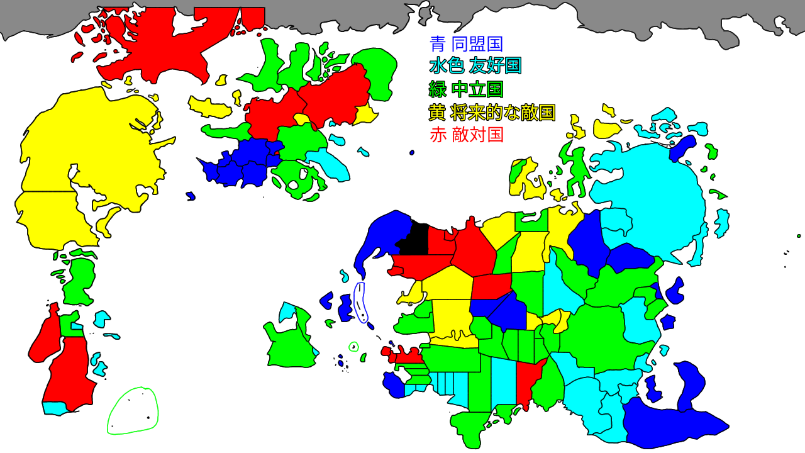 青 同盟国
水色 友好国
緑 中立国
黄 将来的な敵国
赤 敵対国